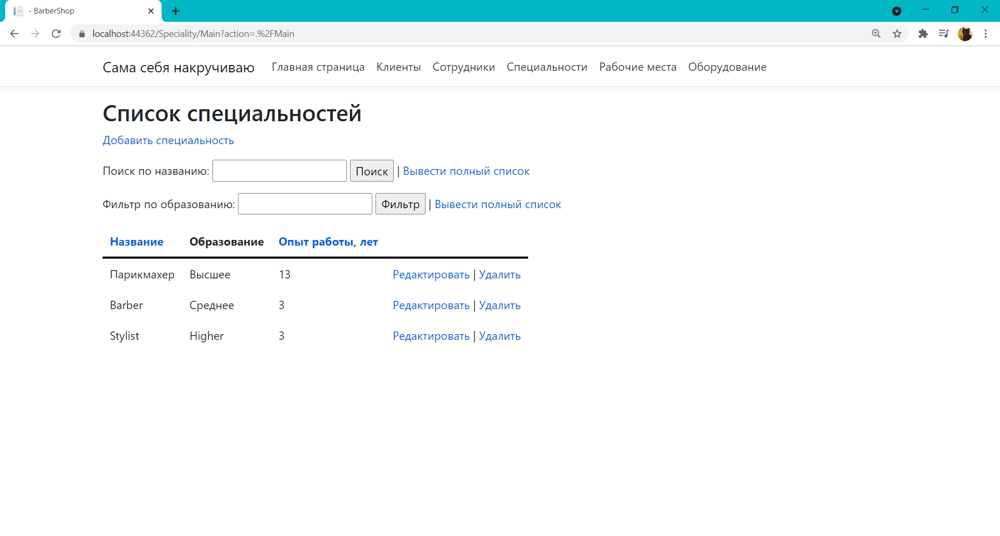 - BarberShop
localhost:44362/Speciality/Main?action=.%2FMain
Сама себя накручиваю Главная страница Клиенты Сотрудники Специальности Рабочие места Оборудование
Список специальностей
Добавить специальность
Поиск по названию: Поиск | Вывести полный список
Фильтр по образованию: Фильтр | Вывести полный список
Название Образование Опыт работы, лет
Парикмахер Высшее 13 Редактировать | Удалить
Barber Среднее 3 Редактировать | Удалить
Stylist Higher 3 Редактировать | Удалить